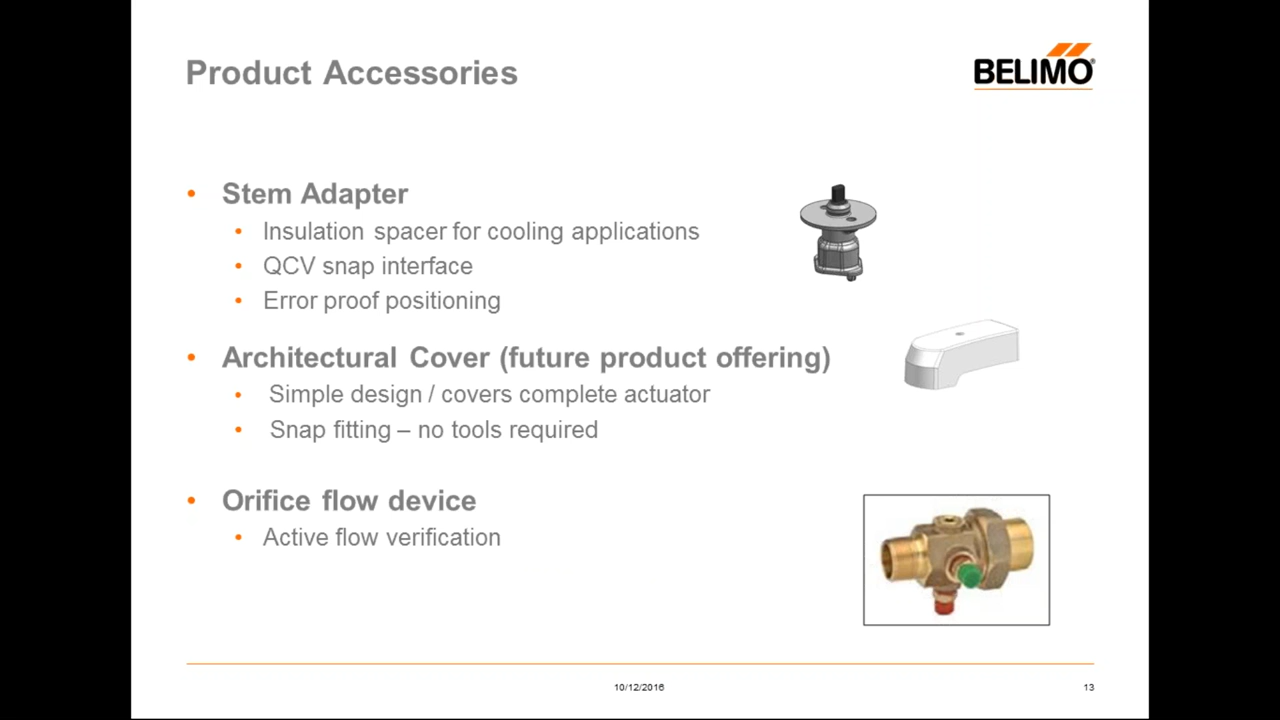 Product Accessories
BELIMO®
• Stem Adapter
• Insulation spacer for cooling applications
• QCV snap interface
• Error proof positioning
• Architectural Cover (future product offering)
• Simple design / covers complete actuator
• Snap fitting – no tools required
• Orifice flow device
• Active flow verification
10/12/2016
13